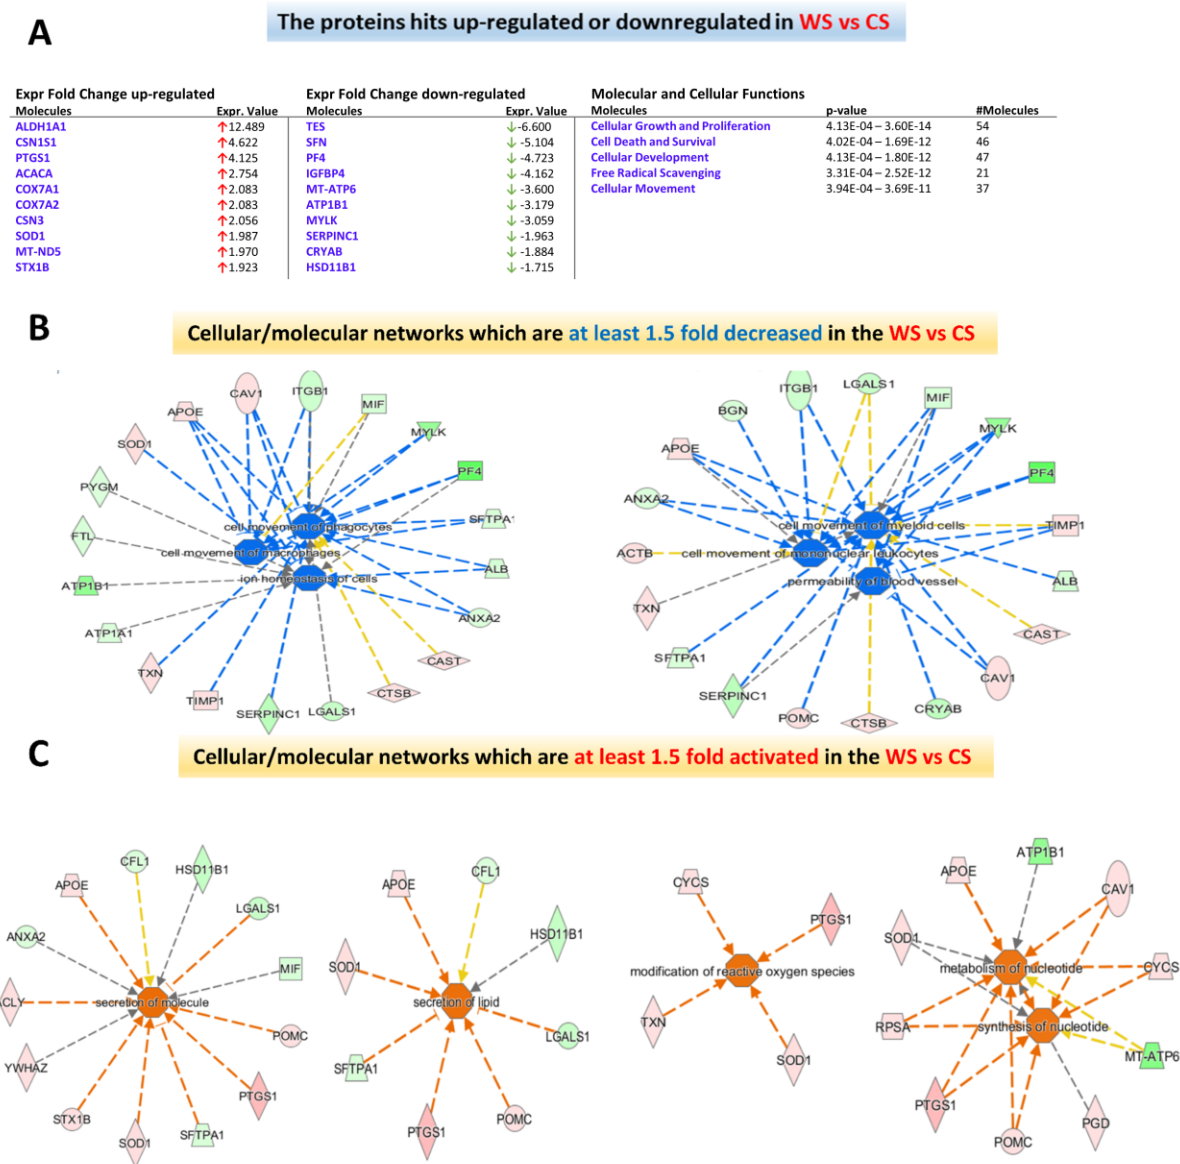 A
The proteins hits up-regulated or downregulated in WS vs CS
Expr Fold Change up-regulated
Molecules Expr. Value
ALDH1A1 ↑12.489
CSN1S1 ↑4.622
PTGS1 ↑4.125
ACACA ↑2.754
COX7A1 ↑2.083
COX7A2 ↑2.083
CSN3 ↑2.056
SOD1 ↑1.987
MT-ND5 ↑1.970
STX1B ↑1.923
Expr Fold Change down-regulated
Molecules Expr. Value
TES ↓-6.600
SFN ↓-5.104
PF4 ↓-4.723
IGFBP4 ↓-4.162
MT-ATP6 ↓-3.600
ATP1B1 ↓-3.179
MYLK ↓-3.059
SERPINC1 ↓-1.963
CRYAB ↓-1.884
HSD11B1 ↓-1.715
Molecular and Cellular Functions
Molecules p-value #Molecules
Cellular Growth and Proliferation 4.13E-04 – 3.60E-14 54
Cell Death and Survival 4.02E-04 – 1.69E-12 46
Cellular Development 4.13E-04 – 1.80E-12 47
Free Radical Scavenging 3.31E-04 – 2.52E-12 21
Cellular Movement 3.94E-04 – 3.69E-11 37
B
Cellular/molecular networks which are at least 1.5 fold decreased in the WS vs CS
CAV1
ITGB1
MIF
APOE
MYLK
SOD1
PF4
PYGM
SFTPA1
cell movement of phagocytes
FTL
cell movement of macrophages
ALB
ion homeostasis of cells
ATP1B1
ANXA2
ATP1A1
CAST
TXN
CTSB
TIMP1
SERPINC1
LGALS1
ITGB1
LGALS1
MIF
BGN
MYLK
APOE
PF4
ANXA2
cell movement of myeloid cells
TIMP1
ACTB
cell movement of mononuclear leukocytes
permeability of blood vessel
ALB
TXN
CAST
SFTPA1
CAV1
SERPINC1
CRYAB
POMC
CTSB
C
Cellular/molecular networks which are at least 1.5 fold activated in the WS vs CS
CFL1
HSD11B1
APOE
LGALS1
ANXA2
MIF
ACLY
secretion of molecule
POMC
YWHAZ
PTGS1
STX1B
SOD1
SFTPA1
APOE
CFL1
HSD11B1
SOD1
secretion of lipid
LGALS1
SFTPA1
POMC
PTGS1
CYCS
PTGS1
modification of reactive oxygen species
TXN
SOD1
ATP1B1
APOE
CAV1
SOD1
metabolism of nucleotide
CYCS
RPSA
synthesis of nucleotide
MT-ATP6
PTGS1
PGD
POMC